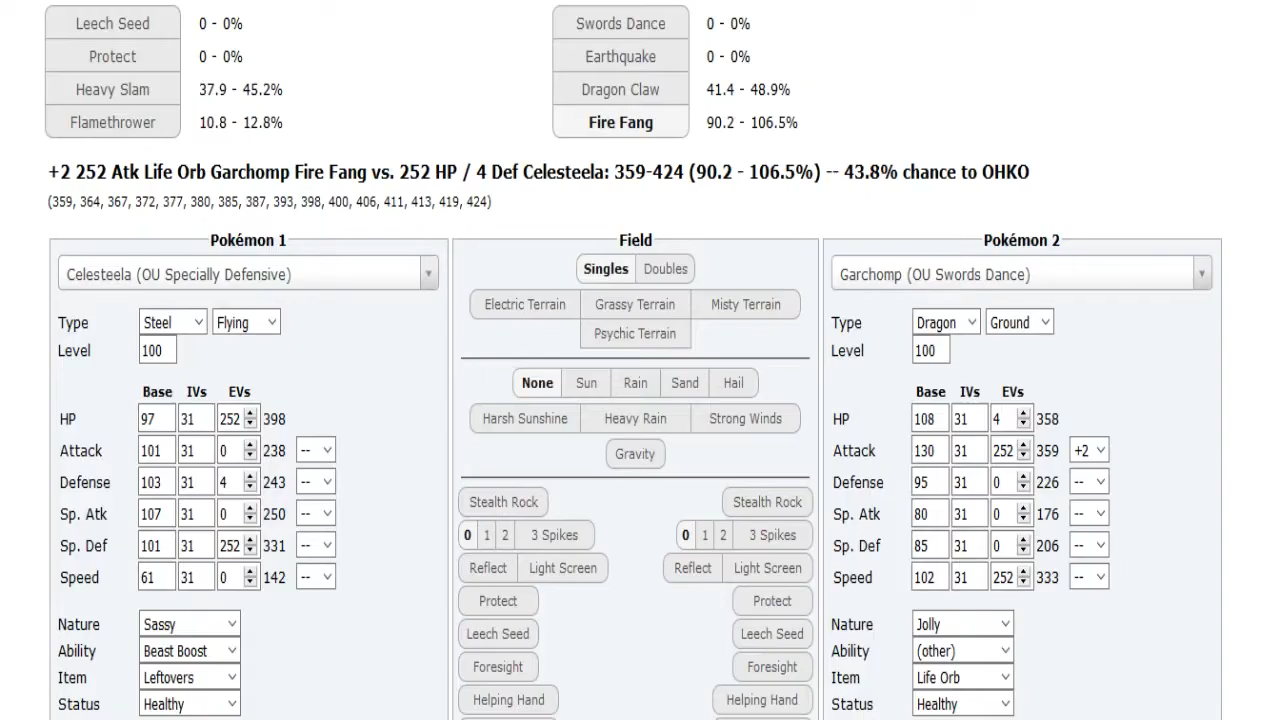 Leech Seed 0 - 0% Swords Dance 0 - 0%
Protect 0 - 0% Earthquake 0 - 0%
Heavy Slam 37.9 - 45.2% Dragon Claw 41.4 - 48.9%
Flamethrower 10.8 - 12.8% Fire Fang 90.2 - 106.5%
+2 252 Atk Life Orb Garchomp Fire Fang vs. 252 HP / 4 Def Celesteela: 359-424 (90.2 - 106.5%) -- 43.8% chance to OHKO
(359, 364, 367, 372, 377, 380, 385, 387, 393, 398, 400, 406, 411, 413, 419, 424)
Pokémon 1 Field Pokémon 2
Celesteela (OU Specially Defensive) Singles Doubles Garchomp (OU Swords Dance)
Electric Terrain Grassy Terrain Misty Terrain
Type Steel Flying Psychic Terrain Type Dragon Ground
Level 100 Level 100
Base IVs EVs None Sun Rain Sand Hail Base IVs EVs
HP 97 31 252 398 Harsh Sunshine Heavy Rain Strong Winds HP 108 31 4 358
Attack 101 31 0 238 -- Gravity Attack 130 31 252 359 +2
Defense 103 31 4 243 -- Defense 95 31 0 226 --
Sp. Atk 107 31 0 250 -- Stealth Rock Stealth Rock Sp. Atk 80 31 0 176 --
Sp. Def 101 31 252 331 -- 0 1 2 3 Spikes 0 1 2 3 Spikes Sp. Def 85 31 0 206 --
Speed 61 31 0 142 -- Reflect Light Screen Reflect Light Screen Speed 102 31 252 333 --
Protect Protect
Nature Sassy Leech Seed Leech Seed Nature Jolly
Ability Beast Boost Foresight Foresight Ability (other)
Item Leftovers Item Life Orb
Status Healthy Helping Hand Helping Hand Status Healthy